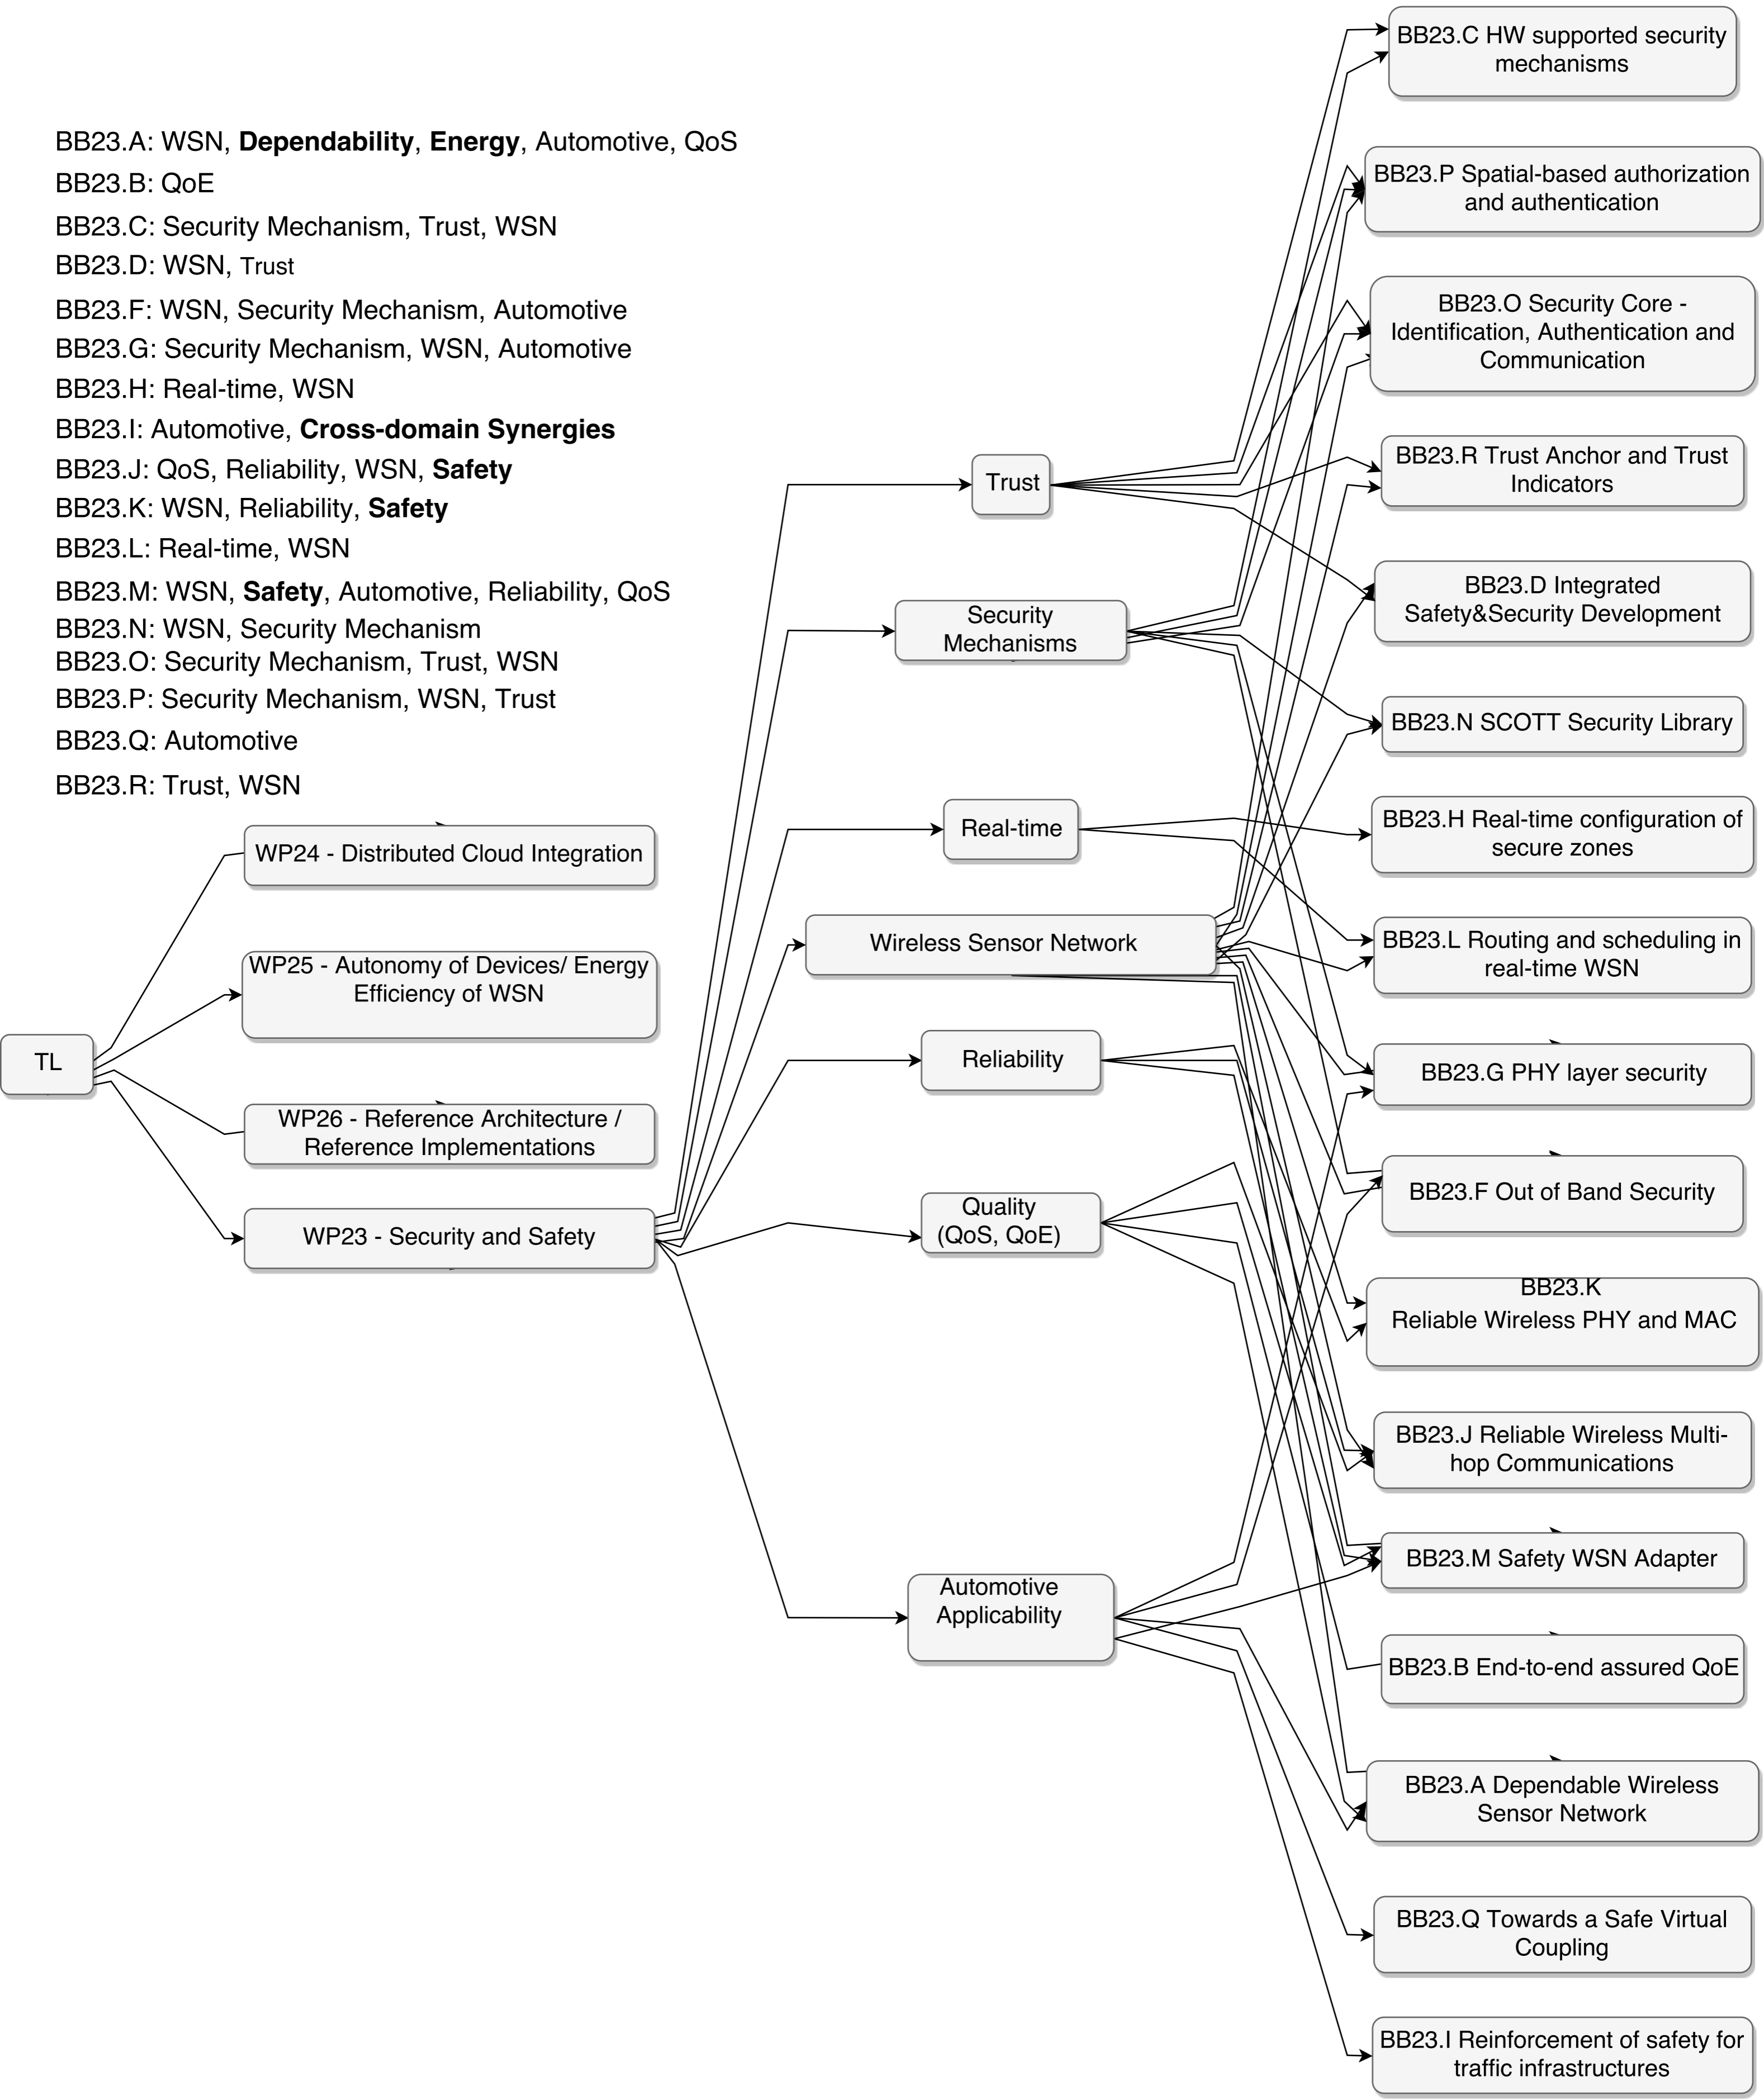 BB23.A: WSN, Dependability, Energy, Automotive, QoS
BB23.B: QoE
BB23.C: Security Mechanism, Trust, WSN
BB23.D: WSN, Trust
BB23.F: WSN, Security Mechanism, Automotive
BB23.G: Security Mechanism, WSN, Automotive
BB23.H: Real-time, WSN
BB23.I: Automotive, Cross-domain Synergies
BB23.J: QoS, Reliability, WSN, Safety
BB23.K: WSN, Reliability, Safety
BB23.L: Real-time, WSN
BB23.M: WSN, Safety, Automotive, Reliability, QoS
BB23.N: WSN, Security Mechanism
BB23.O: Security Mechanism, Trust, WSN
BB23.P: Security Mechanism, WSN, Trust
BB23.Q: Automotive
BB23.R: Trust, WSN
TL
WP24 - Distributed Cloud Integration
WP25 - Autonomy of Devices/ Energy
Efficiency of WSN
WP26 - Reference Architecture /
Reference Implementations
WP23 - Security and Safety
Trust
Security
Mechanisms
Real-time
Wireless Sensor Network
Reliability
Quality
(QoS, QoE)
Automotive
Applicability
BB23.C HW supported security
mechanisms
BB23.P Spatial-based authorization
and authentication
BB23.O Security Core -
Identification, Authentication and
Communication
BB23.R Trust Anchor and Trust
Indicators
BB23.D Integrated
Safety&Security Development
BB23.N SCOTT Security Library
BB23.H Real-time configuration of
secure zones
BB23.L Routing and scheduling in
real-time WSN
BB23.G PHY layer security
BB23.F Out of Band Security
BB23.K
Reliable Wireless PHY and MAC
BB23.J Reliable Wireless Multi-
hop Communications
BB23.M Safety WSN Adapter
BB23.B End-to-end assured QoE
BB23.A Dependable Wireless
Sensor Network
BB23.Q Towards a Safe Virtual
Coupling
BB23.I Reinforcement of safety for
traffic infrastructures